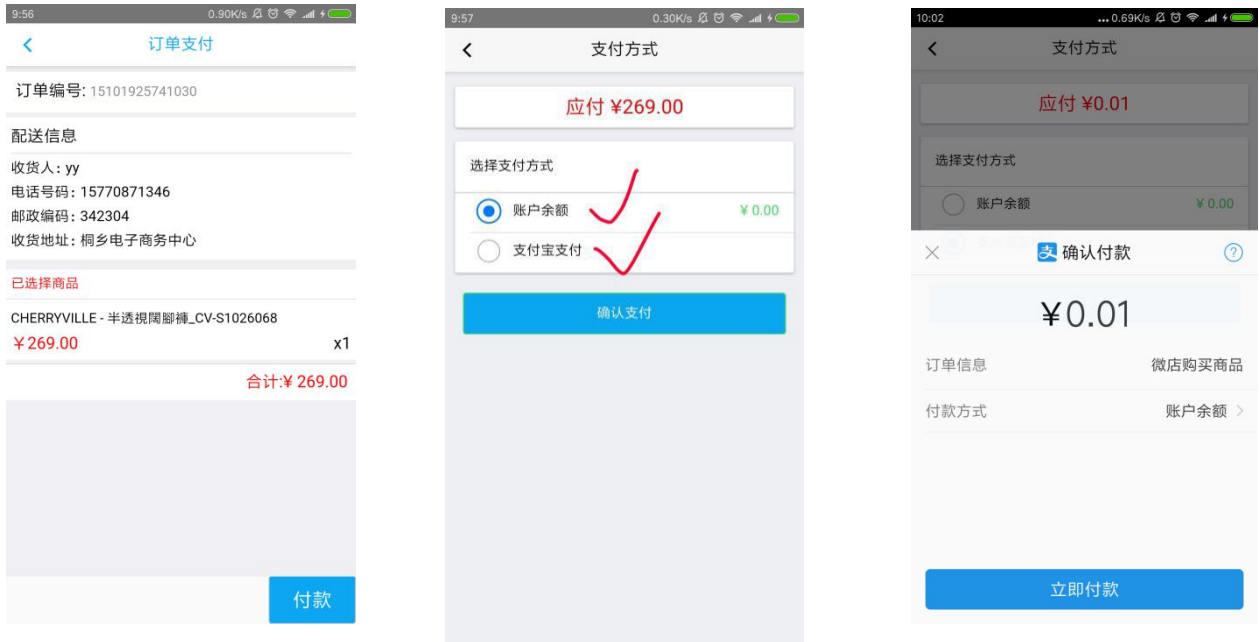 9:56
0.90K/s
订单支付
订单编号: 15101925741030
配送信息
收货人: yy
电话号码: 15770871346
邮政编码: 342304
收货地址: 桐乡电子商务中心
已选择商品
CHERRYVILLE - 半透視闊腳褲_CV-S1026068
¥269.00 x1
合计:¥ 269.00
付款
9:57
0.30K/s
支付方式
应付 ¥269.00
选择支付方式
账户余额 ¥ 0.00
支付宝支付
确认支付
10:02
... 0.69K/s
支付方式
应付 ¥0.01
选择支付方式
账户余额 ¥ 0.00
支 确认付款 ?
¥0.01
订单信息 微店购买商品
付款方式 账户余额
立即付款